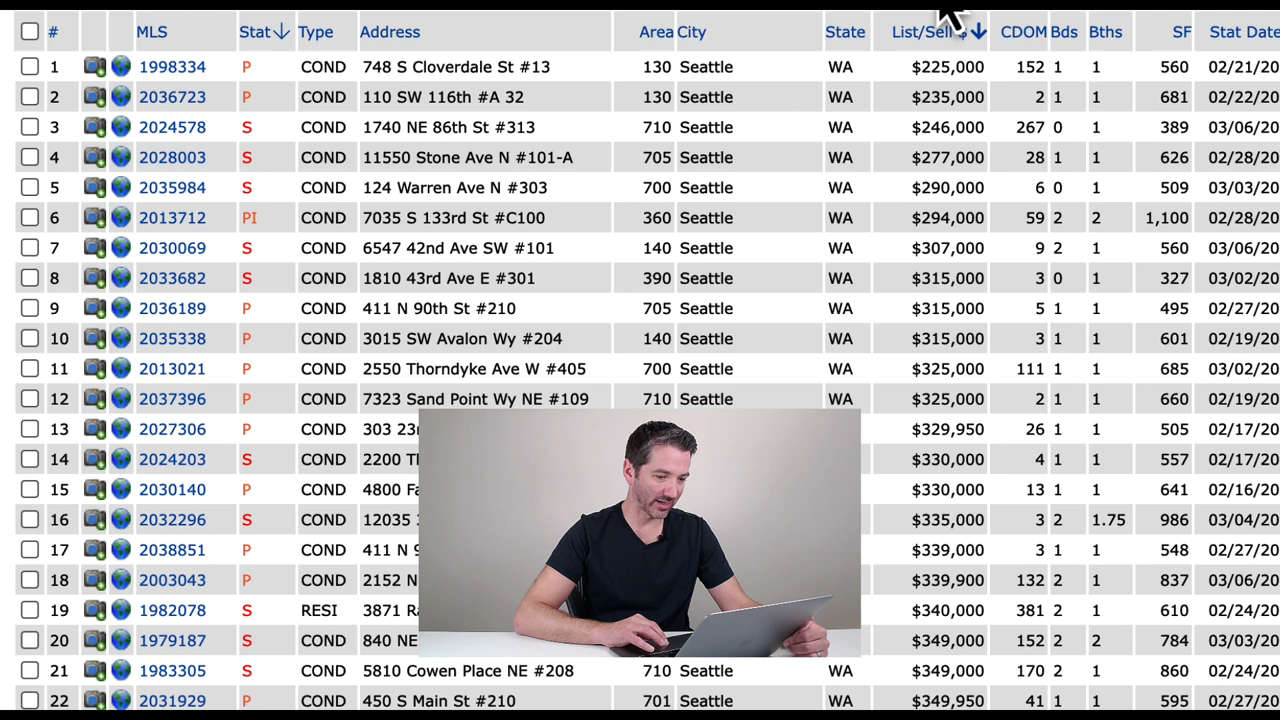 # MLS Stat Type Address Area City State List/Sell $ CDOM Bds Bths SF Stat Date
1 1998334 P COND 748 S Cloverdale St #13 130 Seattle WA $225,000 152 1 1 560 02/21/20
2 2036723 P COND 110 SW 116th #A 32 130 Seattle WA $235,000 2 1 1 681 02/22/20
3 2024578 S COND 1740 NE 86th St #313 710 Seattle WA $246,000 267 0 1 389 03/06/20
4 2028003 S COND 11550 Stone Ave N #101-A 705 Seattle WA $277,000 28 1 1 626 02/28/20
5 2035984 S COND 124 Warren Ave N #303 700 Seattle WA $290,000 6 0 1 509 03/03/20
6 2013712 PI COND 7035 S 133rd St #C100 360 Seattle WA $294,000 59 2 2 1,100 02/28/20
7 2030069 S COND 6547 42nd Ave SW #101 140 Seattle WA $307,000 9 2 1 560 03/06/20
8 2033682 S COND 1810 43rd Ave E #301 390 Seattle WA $315,000 3 0 1 327 03/02/20
9 2036189 P COND 411 N 90th St #210 705 Seattle WA $315,000 5 1 1 495 02/27/20
10 2035338 P COND 3015 SW Avalon Wy #204 140 Seattle WA $315,000 3 1 1 601 02/19/20
11 2013021 P COND 2550 Thorndyke Ave W #405 700 Seattle WA $325,000 111 1 1 685 03/02/20
12 2037396 P COND 7323 Sand Point Wy NE #109 710 Seattle WA $325,000 2 1 1 660 02/19/20
13 2027306 P COND 303 $329,950 26 1 1 505 02/17/20
14 2024203 S COND 2200 $330,000 4 1 1 557 02/17/20
15 2030140 P COND 4800 $330,000 13 1 1 641 02/16/20
16 2032296 S COND 12035 $335,000 3 2 1.75 986 03/04/20
17 2038851 P COND 411 N $339,000 3 1 1 548 02/27/20
18 2003043 P COND 2152 N $339,900 132 2 1 837 03/06/20
19 1982078 S RESI 3871 $340,000 381 2 1 610 02/24/20
20 1979187 S COND 840 NE $349,000 152 2 2 784 03/03/20
21 1983305 S COND 5810 Cowen Place NE #208 710 Seattle WA $349,000 170 2 1 860 02/24/20
22 2031929 P COND 450 S Main St #210 701 Seattle WA $349,950 41 1 1 595 02/27/20